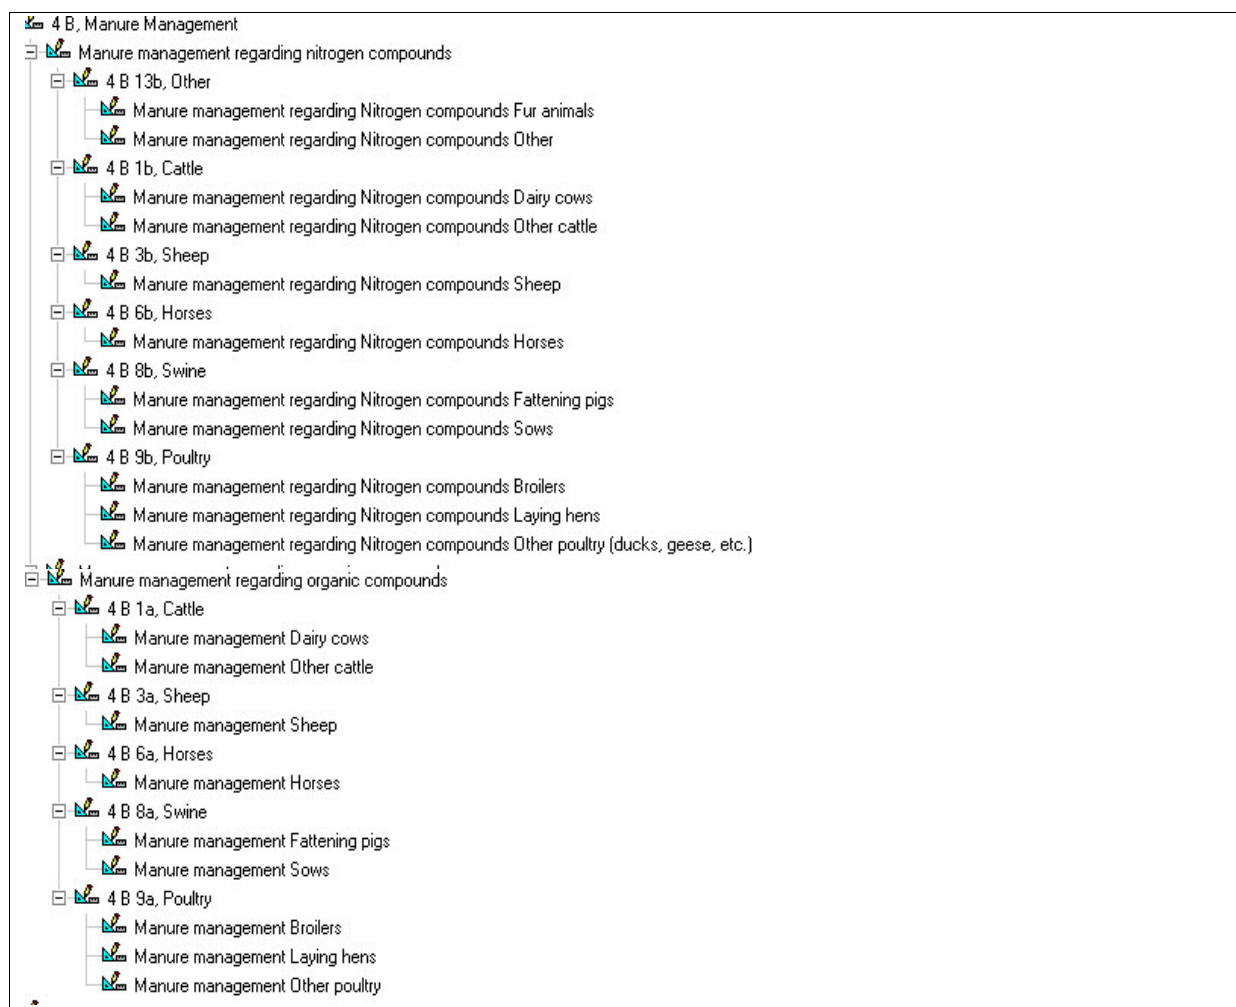 4 B, Manure Management
Manure management regarding nitrogen compounds
4 B 13b, Other
Manure management regarding Nitrogen compounds Fur animals
Manure management regarding Nitrogen compounds Other
4 B 1b, Cattle
Manure management regarding Nitrogen compounds Dairy cows
Manure management regarding Nitrogen compounds Other cattle
4 B 3b, Sheep
Manure management regarding Nitrogen compounds Sheep
4 B 6b, Horses
Manure management regarding Nitrogen compounds Horses
4 B 8b, Swine
Manure management regarding Nitrogen compounds Fattening pigs
Manure management regarding Nitrogen compounds Sows
4 B 9b, Poultry
Manure management regarding Nitrogen compounds Broilers
Manure management regarding Nitrogen compounds Laying hens
Manure management regarding Nitrogen compounds Other poultry (ducks, geese, etc.)
Manure management regarding organic compounds
4 B 1a, Cattle
Manure management Dairy cows
Manure management Other cattle
4 B 3a, Sheep
Manure management Sheep
4 B 6a, Horses
Manure management Horses
4 B 8a, Swine
Manure management Fattening pigs
Manure management Sows
4 B 9a, Poultry
Manure management Broilers
Manure management Laying hens
Manure management Other poultry